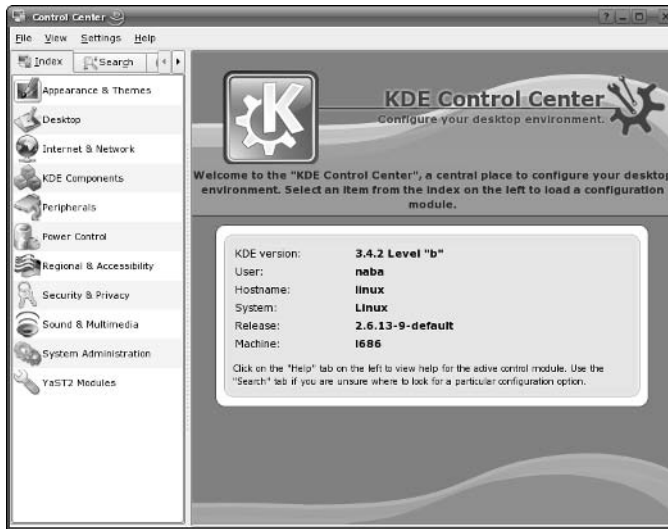 Control Center
File View Settings Help
Index Search
Appearance & Themes
Desktop
Internet & Network
KDE Components
Peripherals
Power Control
Regional & Accessibility
Security & Privacy
Sound & Multimedia
System Administration
YaST2 Modules
KDE Control Center
Configure your desktop environment.
Welcome to the "KDE Control Center", a central place to configure your desktop
environment. Select an item from the index on the left to load a configuration
module.
KDE version: 3.4.2 Level "b"
User: naba
Hostname: linux
System: Linux
Release: 2.6.13-9-default
Machine: i686
Click on the "Help" tab on the left to view help for the active control module. Use the
"Search" tab if you are unsure where to look for a particular configuration option.